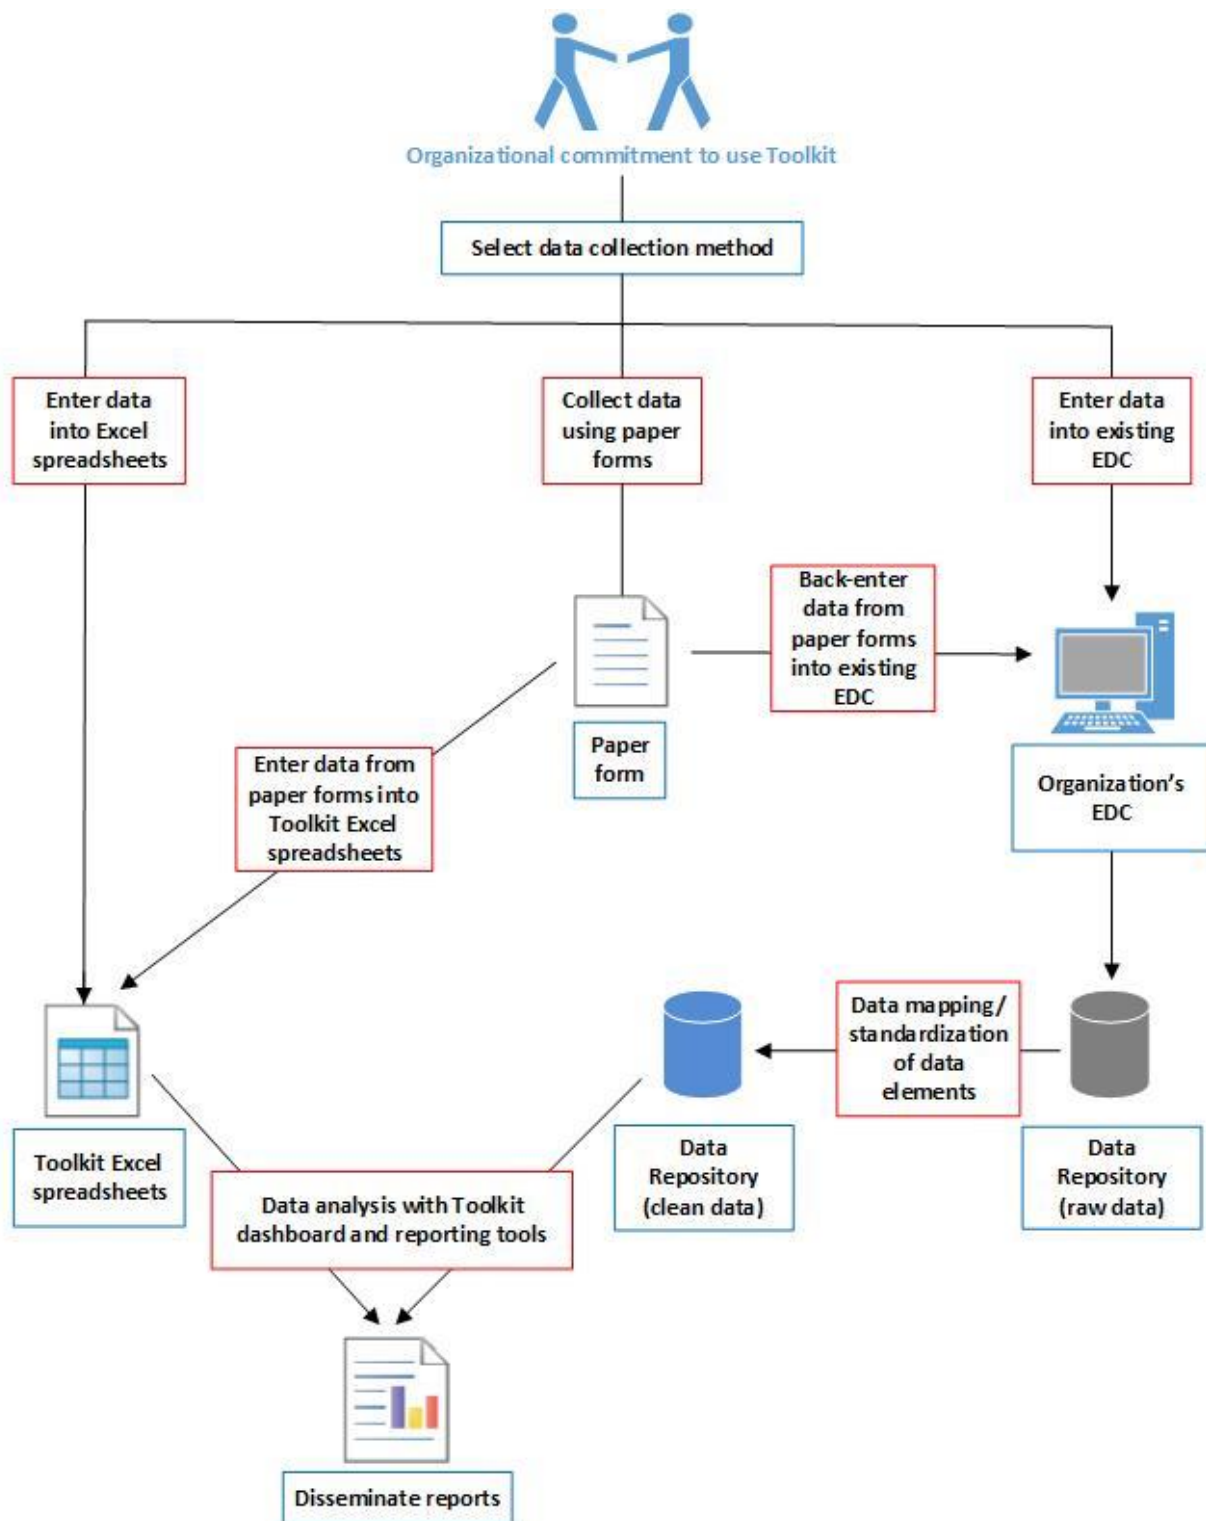 Organizational commitment to use Toolkit
Select data collection method
Enter data
into Excel
spreadsheets
Collect data
using paper
forms
Enter data
into existing
EDC
Back-enter
data from
paper forms
into existing
EDC
Paper
form
Enter data from
paper forms into
Toolkit Excel
spreadsheets
Organization's
EDC
Data mapping/
standardization
of data
elements
Toolkit Excel
spreadsheets
Data
Repository
(clean data)
Data
Repository
(raw data)
Data analysis with Toolkit
dashboard and reporting tools
Disseminate reports